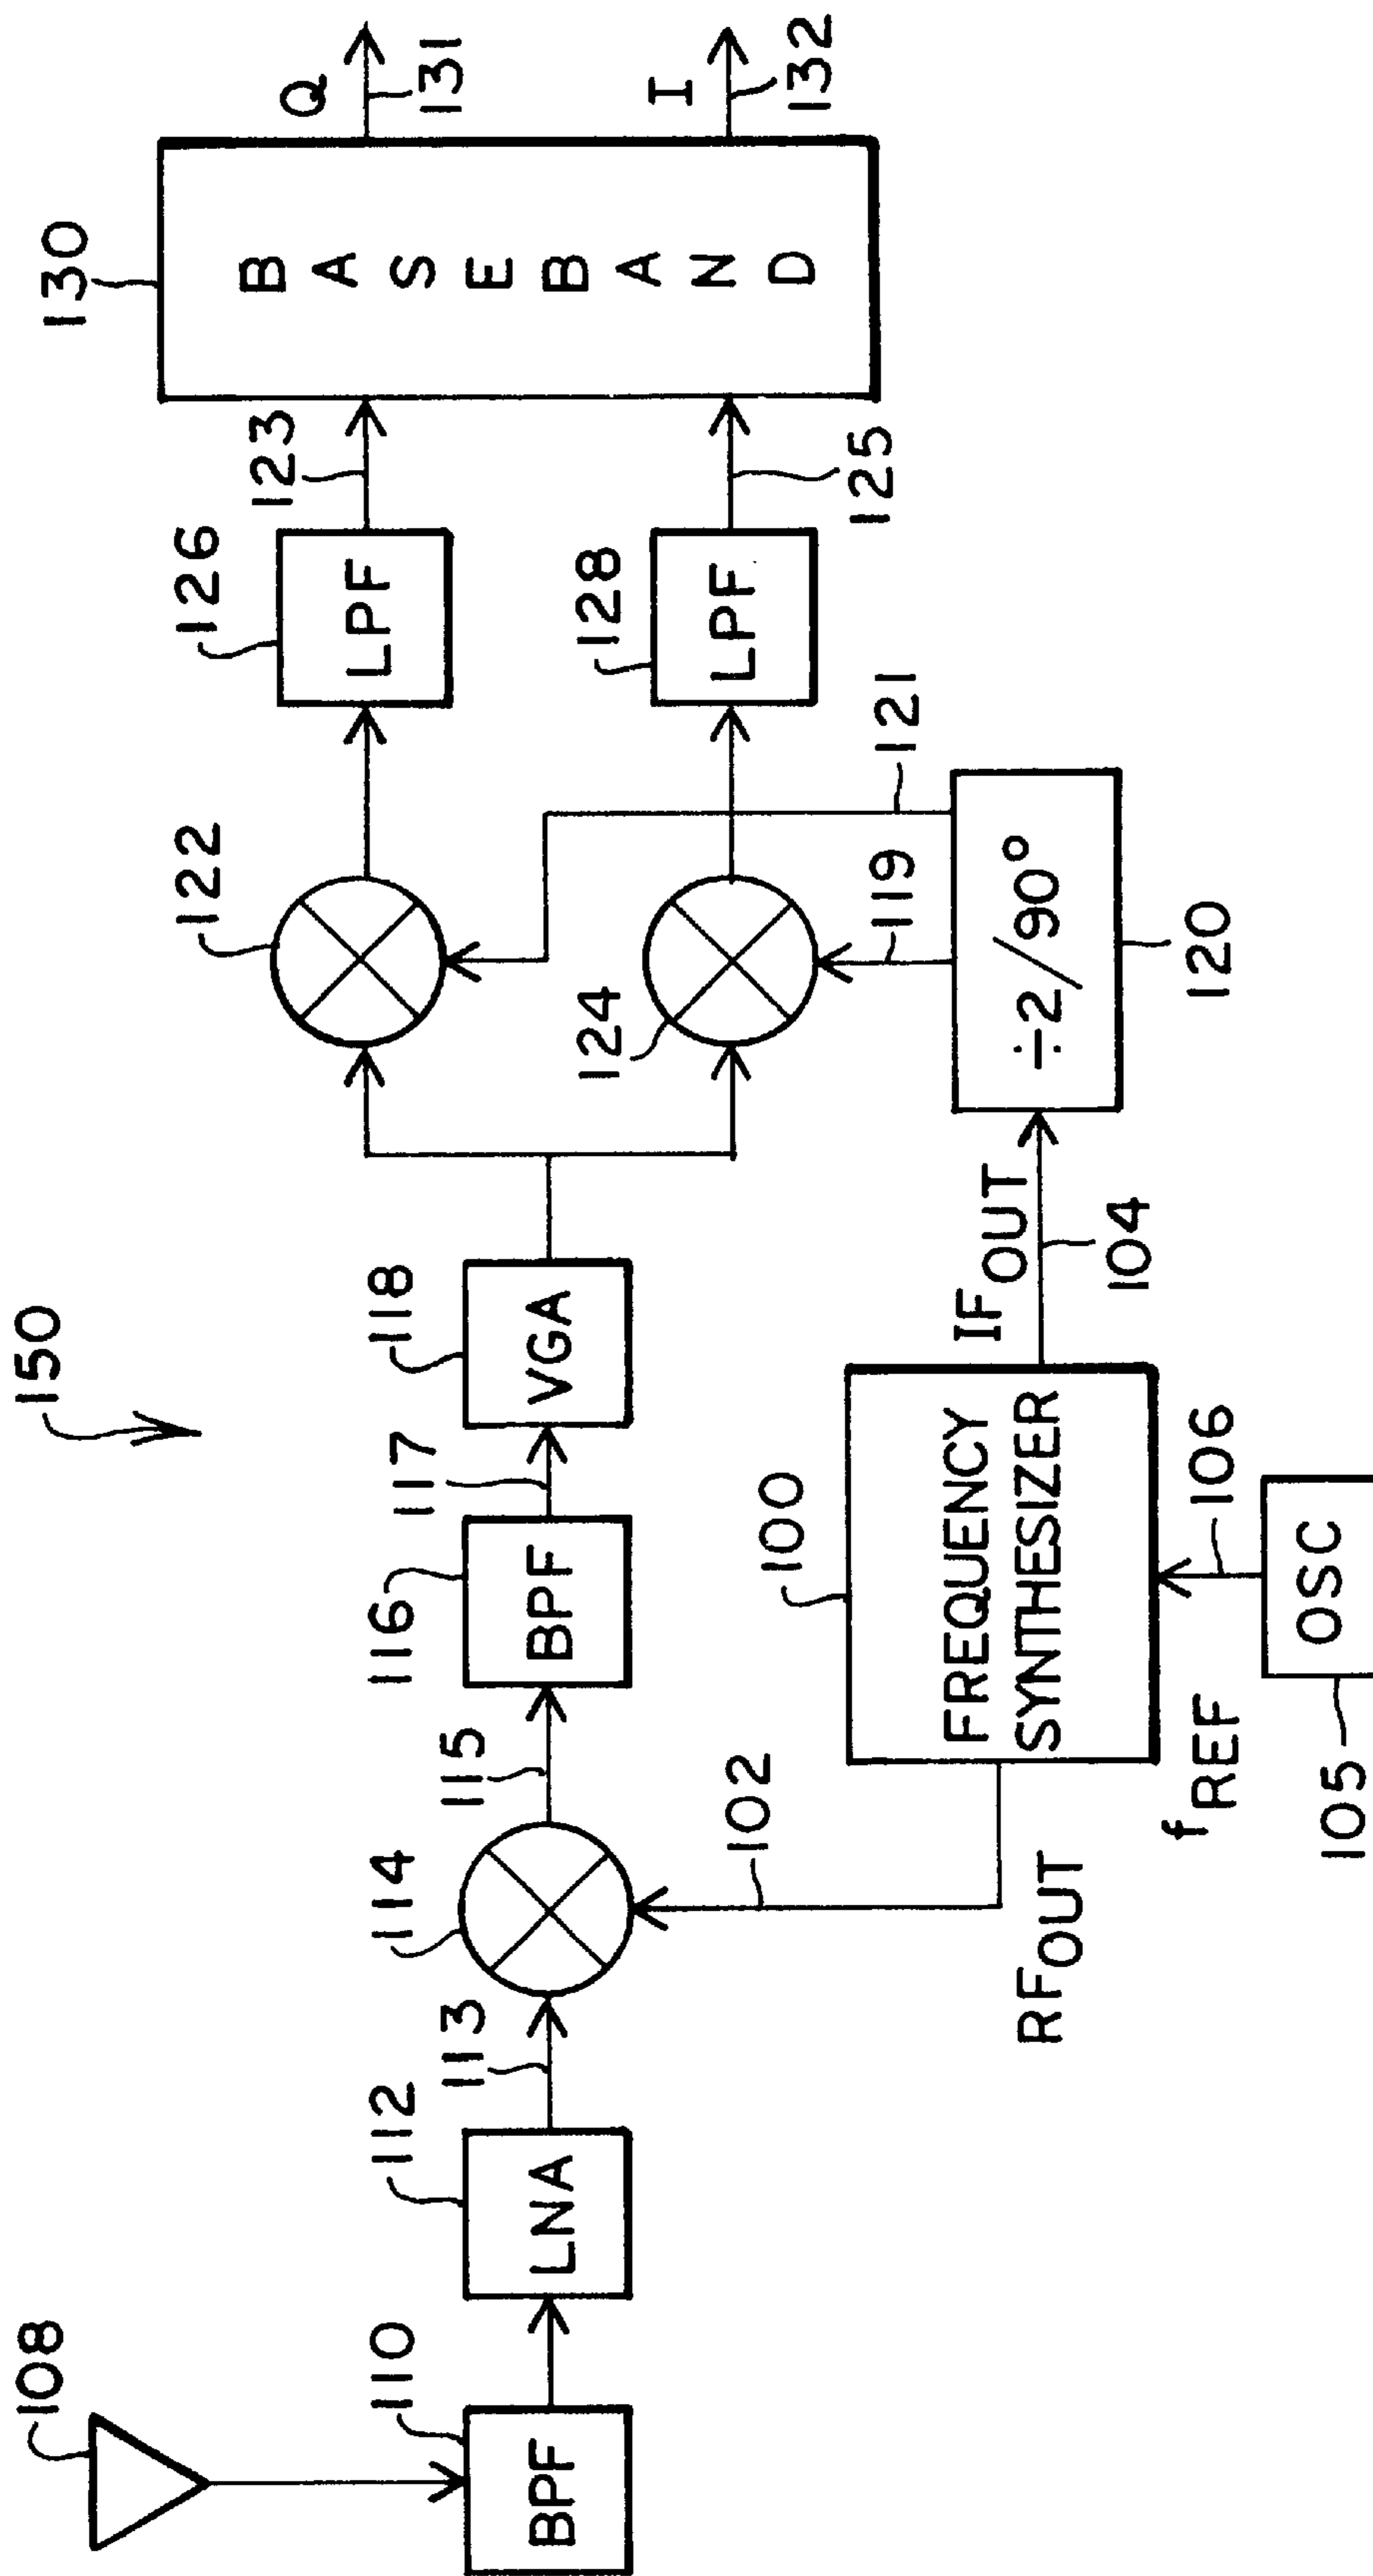 150
108
110
BPF
112
LNA
113
114
115
116
BPF
117
118
VGA
122
124
126
LPF
128
LPF
123
125
130
BASEBAND
Q
131
I
132
102
RFOUT
100
FREQUENCY
SYNTHESIZER
IFOUT
104
÷2/90°
120
119
121
fREF
106
OSC
105